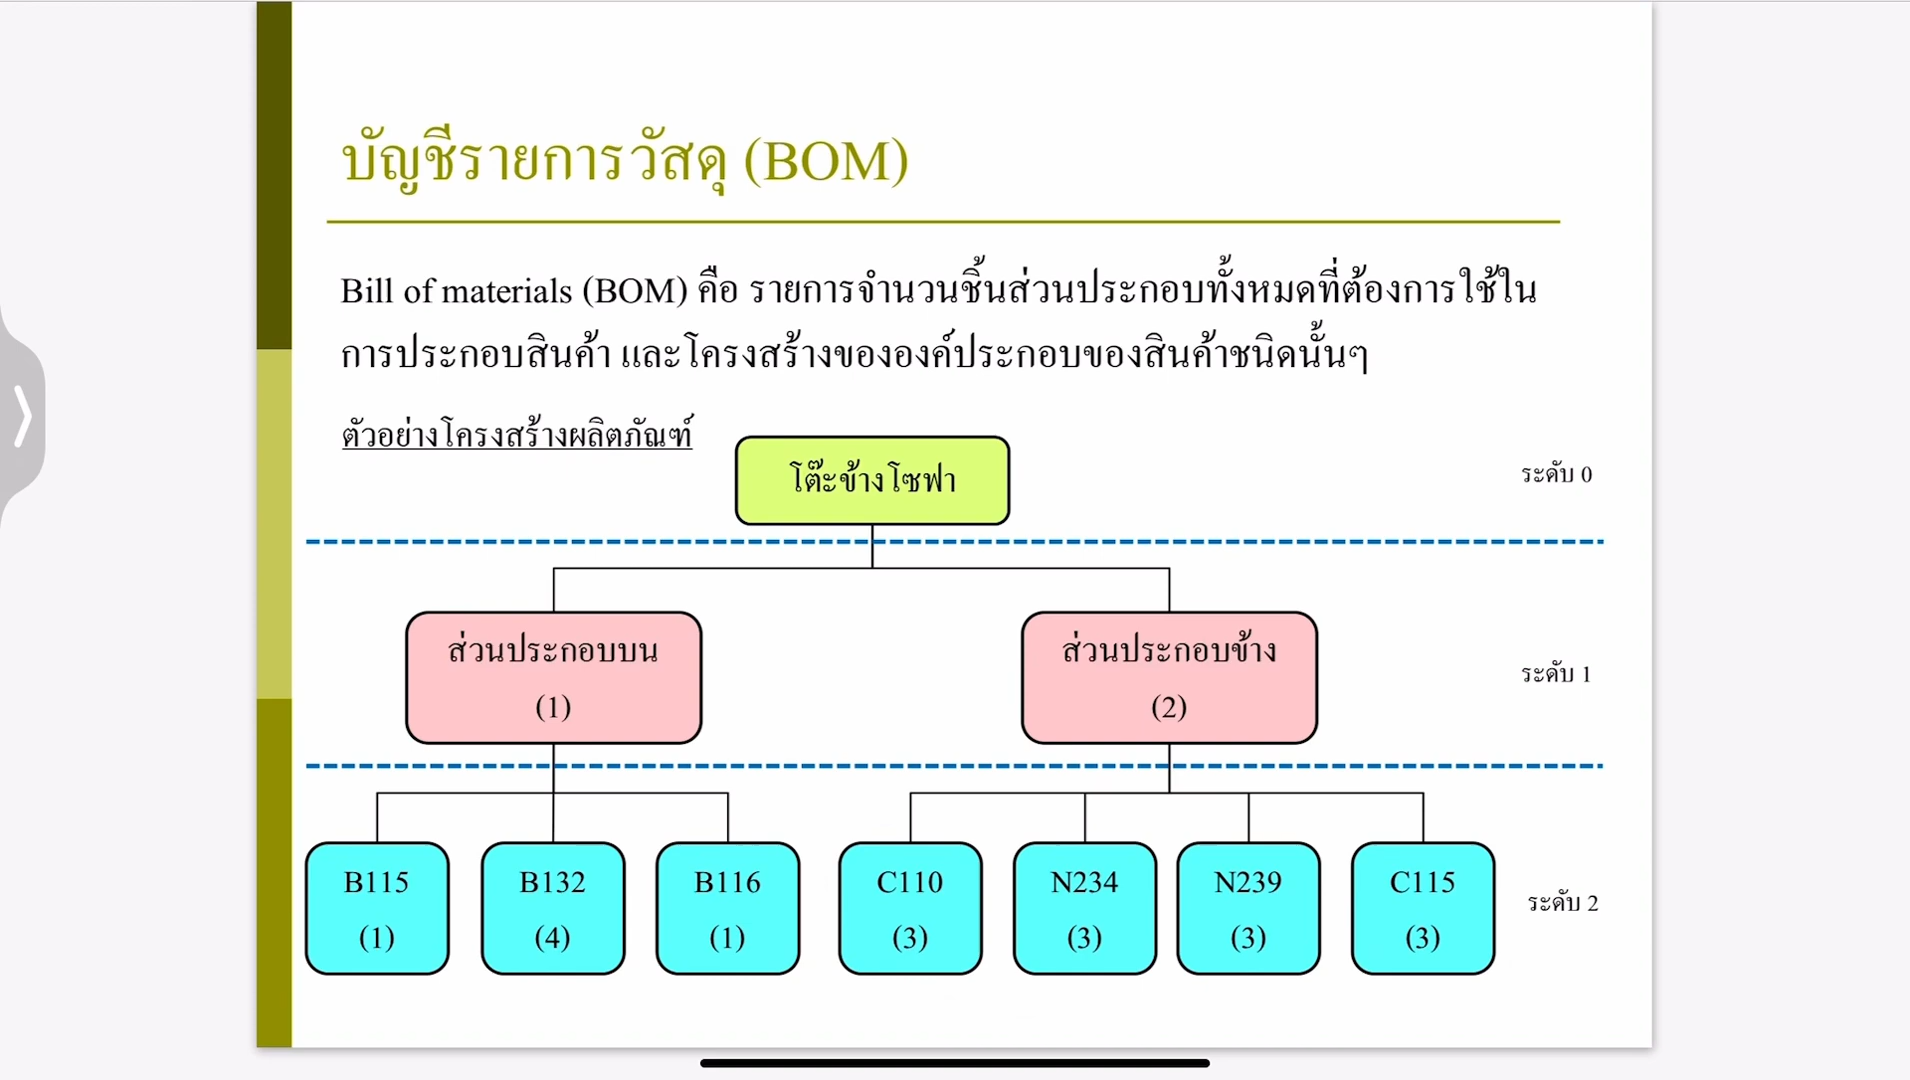 บัญชีรายการวัสดุ (BOM)
Bill of materials (BOM) คือ รายการจำนวนชิ้นส่วนประกอบทั้งหมดที่ต้องการใช้ใน
การประกอบสินค้า และโครงสร้างขององค์ประกอบของสินค้าชนิดนั้นๆ
ตัวอย่างโครงสร้างผลิตภัณฑ์
โต๊ะข้างโซฟา
ระดับ 0
ส่วนประกอบบน
(1)
ส่วนประกอบข้าง
(2)
ระดับ 1
B115
(1)
B132
(4)
B116
(1)
C110
(3)
N234
(3)
N239
(3)
C115
(3)
ระดับ 2